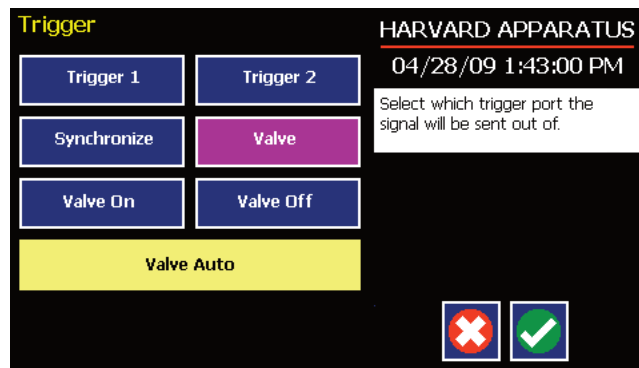 Trigger
HARVARD APPARATUS
04/28/09 1:43:00 PM
Select which trigger port the
signal will be sent out of.
Trigger 1
Trigger 2
Synchronize
Valve
Valve On
Valve Off
Valve Auto